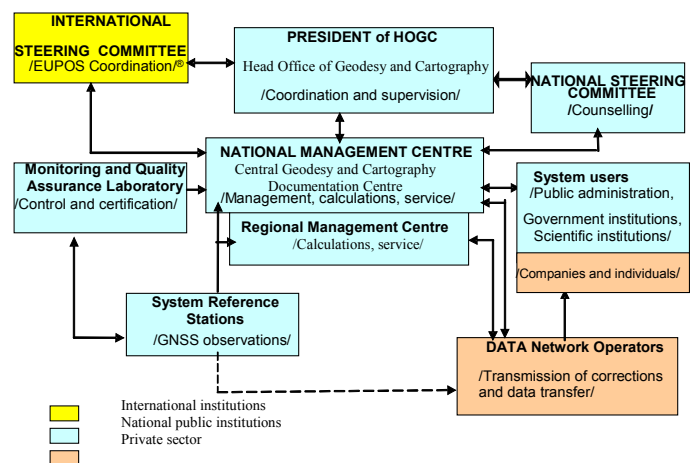 INTERNATIONAL
STEERING COMMITTEE
/EUPOS Coordination/®
PRESIDENT of HOGC
Head Office of Geodesy and Cartography
/Coordination and supervision/
NATIONAL STEERING
COMMITTEE
/Counselling/
NATIONAL MANAGEMENT CENTRE
Central Geodesy and Cartography
Documentation Centre
/Management, calculations, service/
Monitoring and Quality
Assurance Laboratory
/Control and certification/
System users
/Public administration,
Government institutions,
Scientific institutions/
/Companies and individuals/
Regional Management Centre
/Calculations, service/
System Reference
Stations
/GNSS observations/
DATA Network Operators
/Transmission of corrections
and data transfer/
International institutions
National public institutions
Private sector